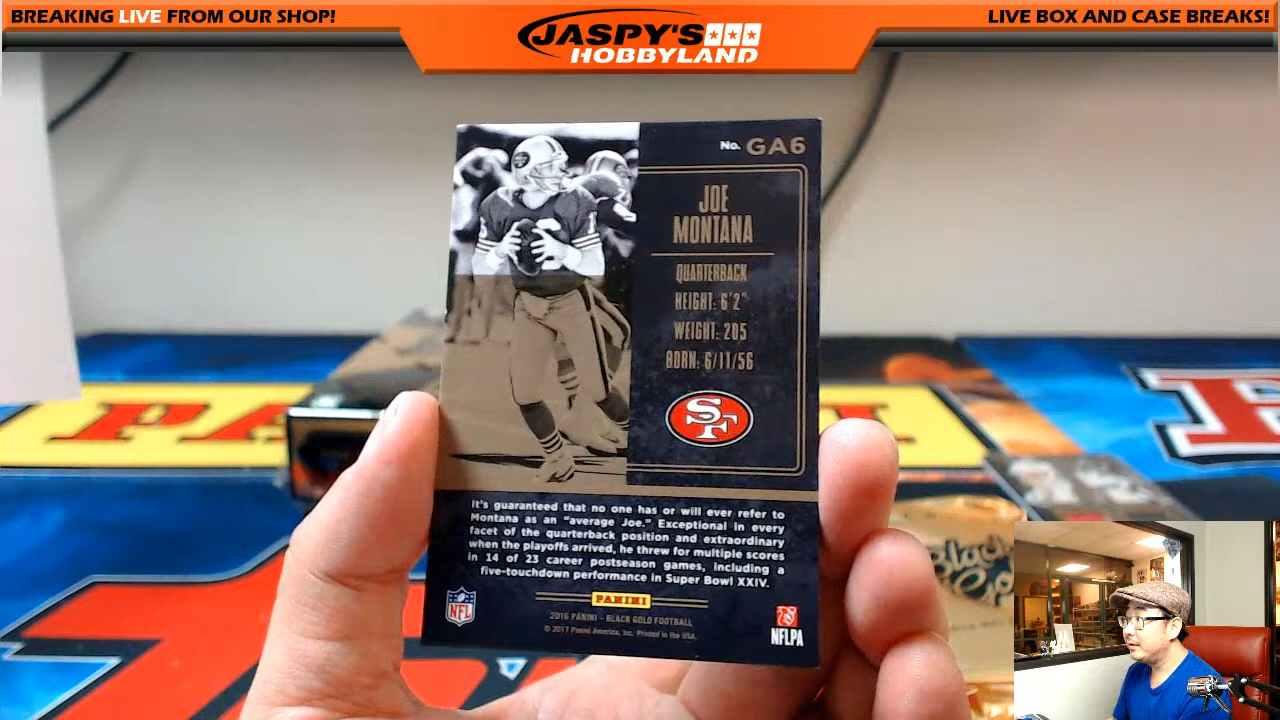 BREAKING LIVE FROM OUR SHOP!
JASPY'S
HOBBYLAND
LIVE BOX AND CASE BREAKS!
No. GA6
JOE
MONTANA
QUARTERBACK
HEIGHT: 6'2"
WEIGHT: 205
BORN: 6/11/56
SF
It's guaranteed that no one has or will ever refer to
Montana as an "average Joe." Exceptional in every
facet of the quarterback position and extraordinary
when the playoffs arrived, he threw for multiple scores
in 14 of 23 career postseason games, including a
five-touchdown performance in Super Bowl XXIV.
NFL
PANINI
2016 PANINI – BLACK GOLD FOOTBALL
© 2017 Panini America, Inc. Printed in the USA.
NFLPA